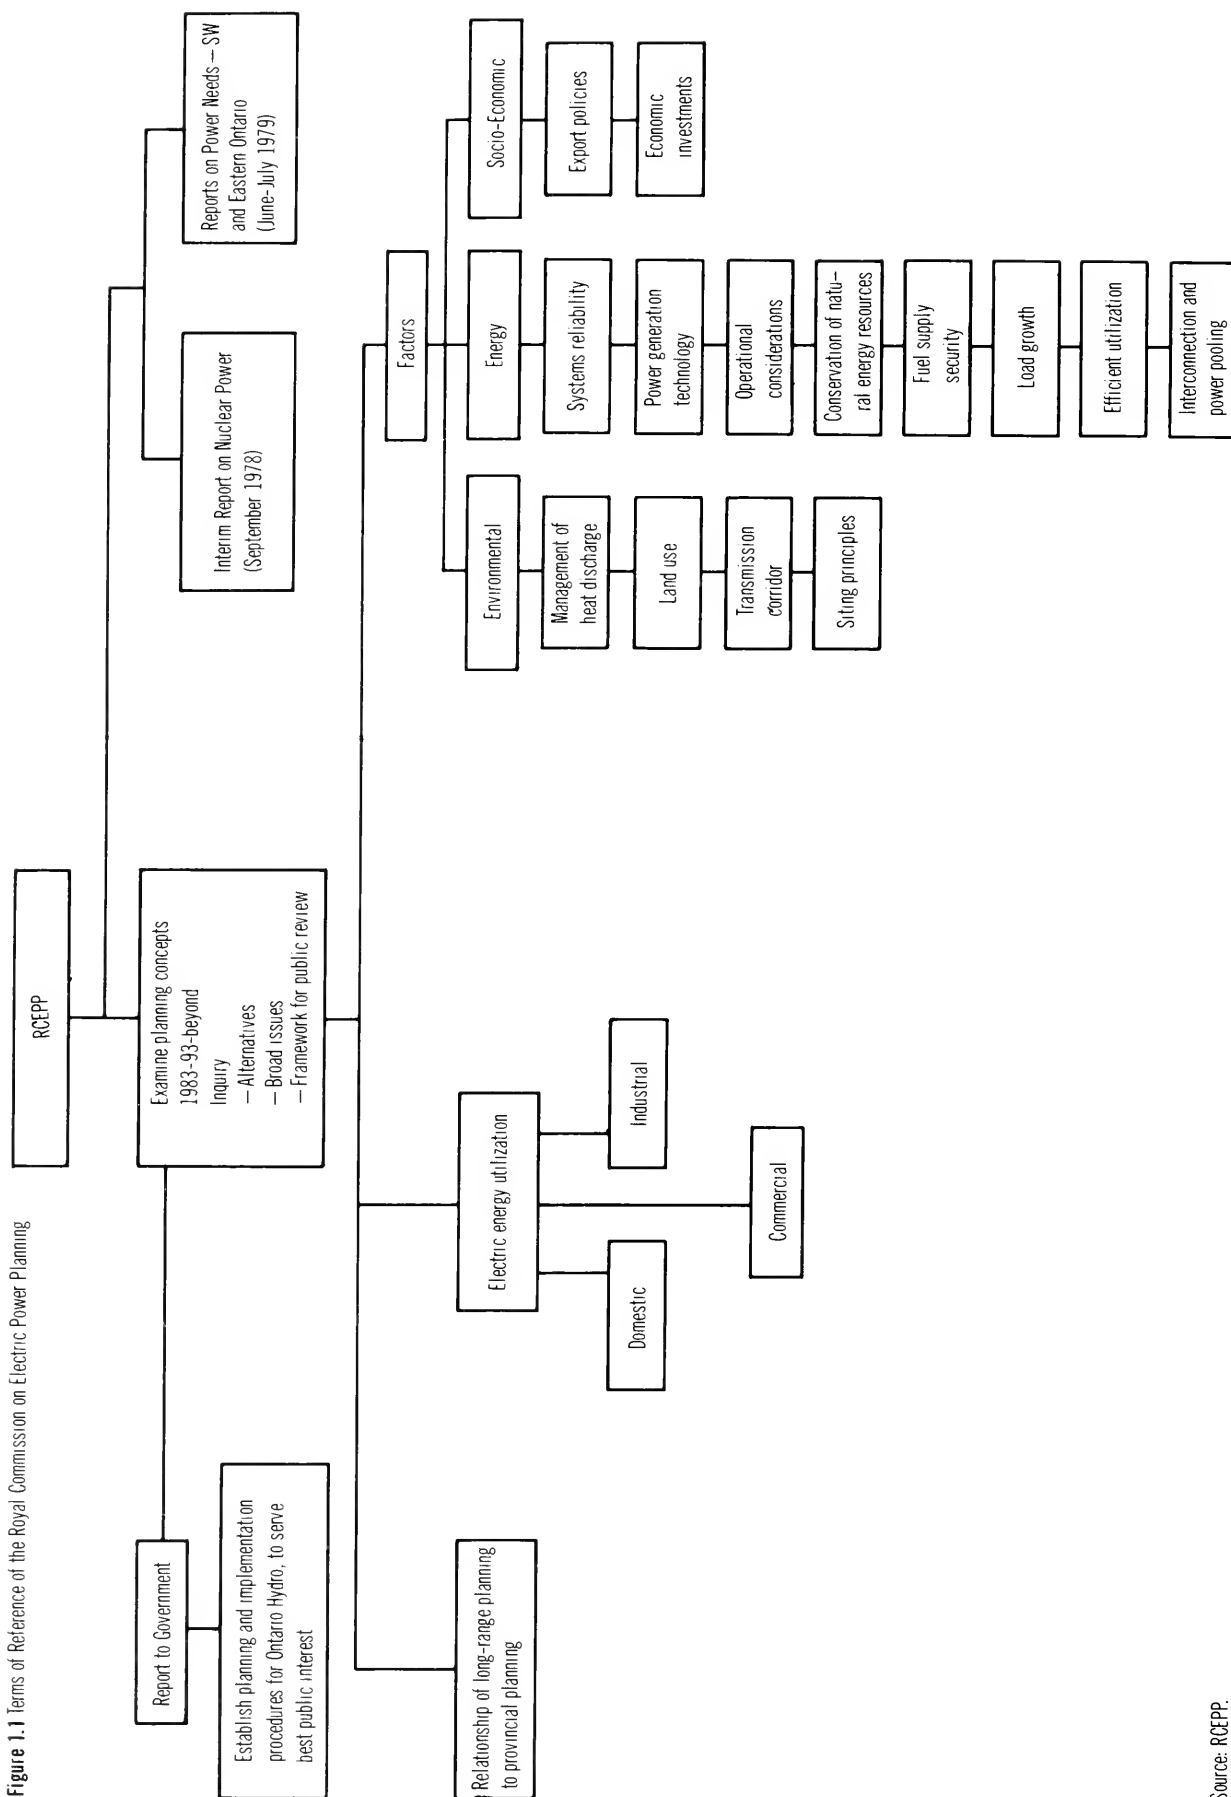 Figure 1.1 Terms of Reference of the Royal Commission on Electric Power Planning
RCEPP
Report to Government
Establish planning and implementation
procedures for Ontario Hydro, to serve
best public interest
Examine planning concepts
1983-93-beyond
Inquiry
— Alternatives
— Broad issues
— Framework for public review
Interim Report on Nuclear Power
(September 1978)
Reports on Power Needs — SW
and Eastern Ontario
(June-July 1979)
Relationship of long-range planning
to provincial planning
Electric energy utilization
Domestic
Commercial
Industrial
Factors
Environmental
Management of
heat discharge
Land use
Transmission
corridor
Siting principles
Energy
Systems reliability
Power generation
technology
Operational
considerations
Conservation of natu-
ral energy resources
Fuel supply
security
Load growth
Efficient utilization
Interconnection and
power pooling
Socio-Economic
Export policies
Economic
investments
Source: RCEPP.